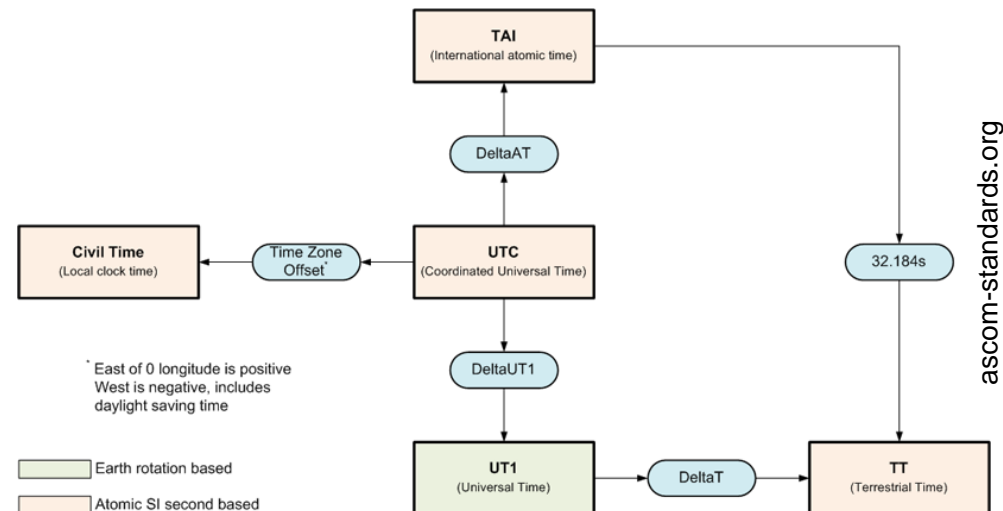 TAI
(International atomic time)
DeltaAT
Civil Time
(Local clock time)
Time Zone
Offset*
UTC
(Coordinated Universal Time)
32.184s
ascom-standards.org
DeltaUT1
* East of 0 longitude is positive
West is negative, includes
daylight saving time
Earth rotation based
Atomic SI second based
UT1
(Universal Time)
DeltaT
TT
(Terrestrial Time)